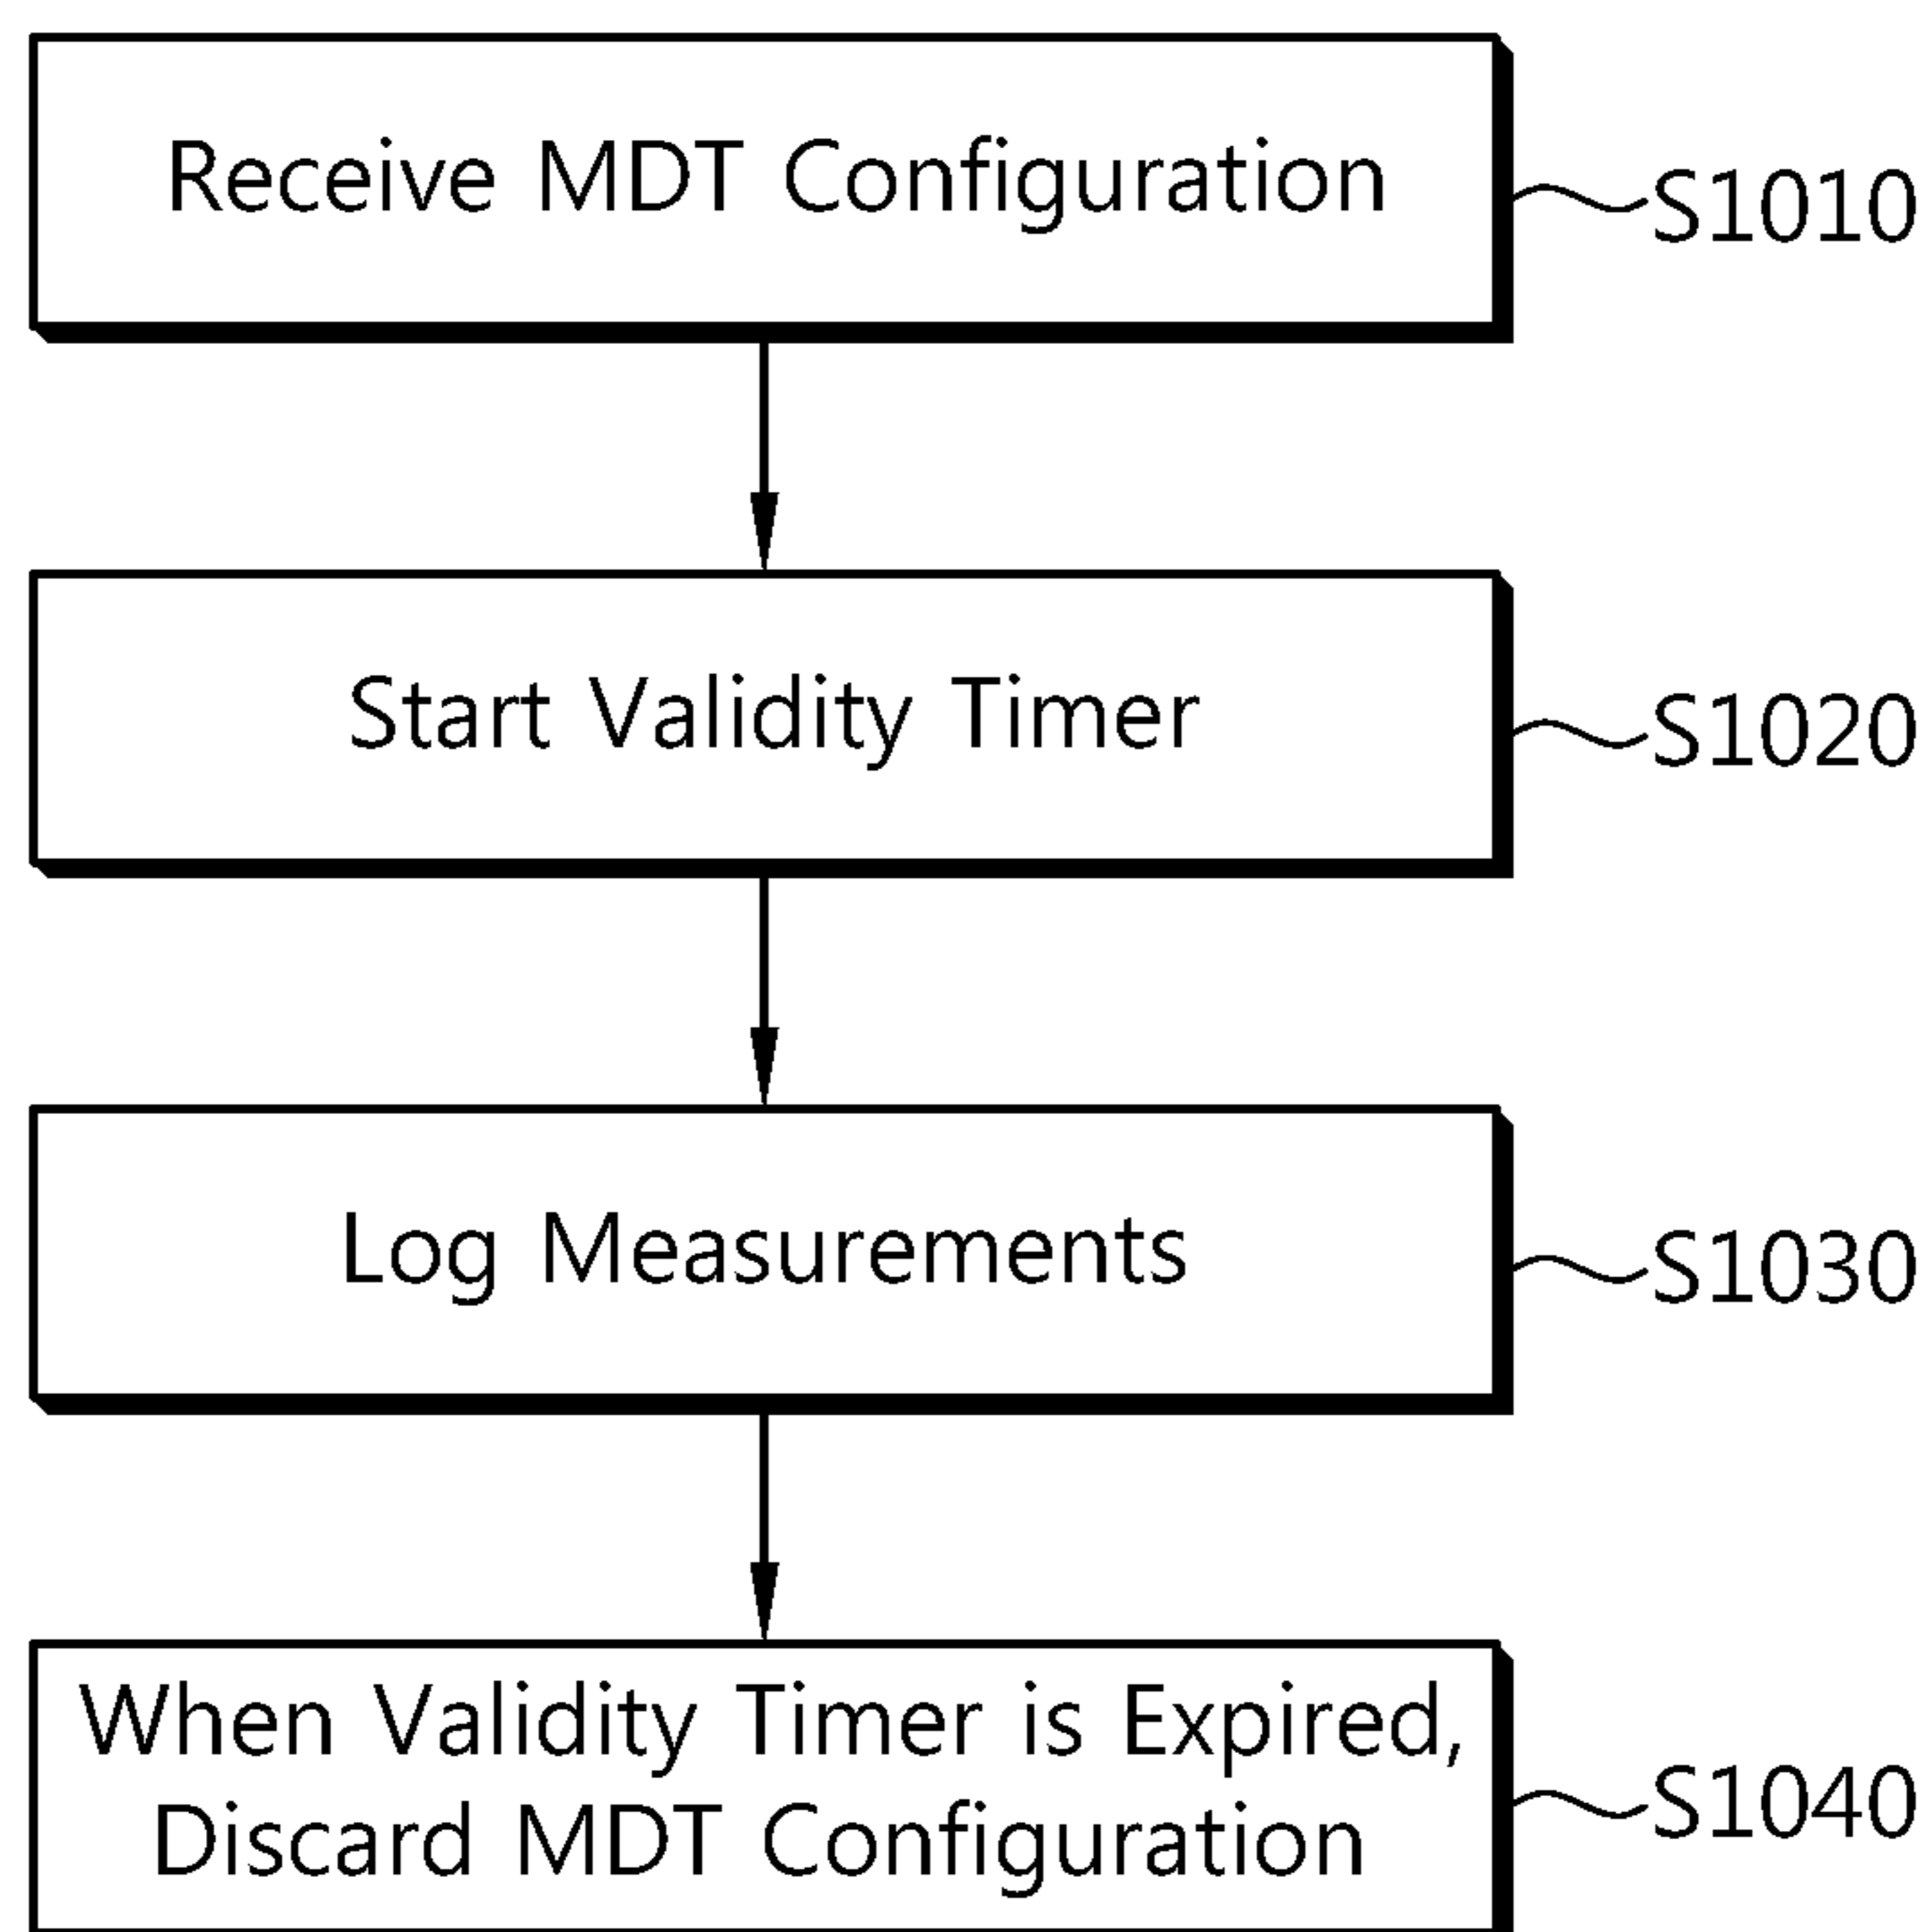 Receive MDT Configuration
S1010
Start Validity Timer
S1020
Log Measurements
S1030
When Validity Timer is Expired,
Discard MDT Configuration
S1040